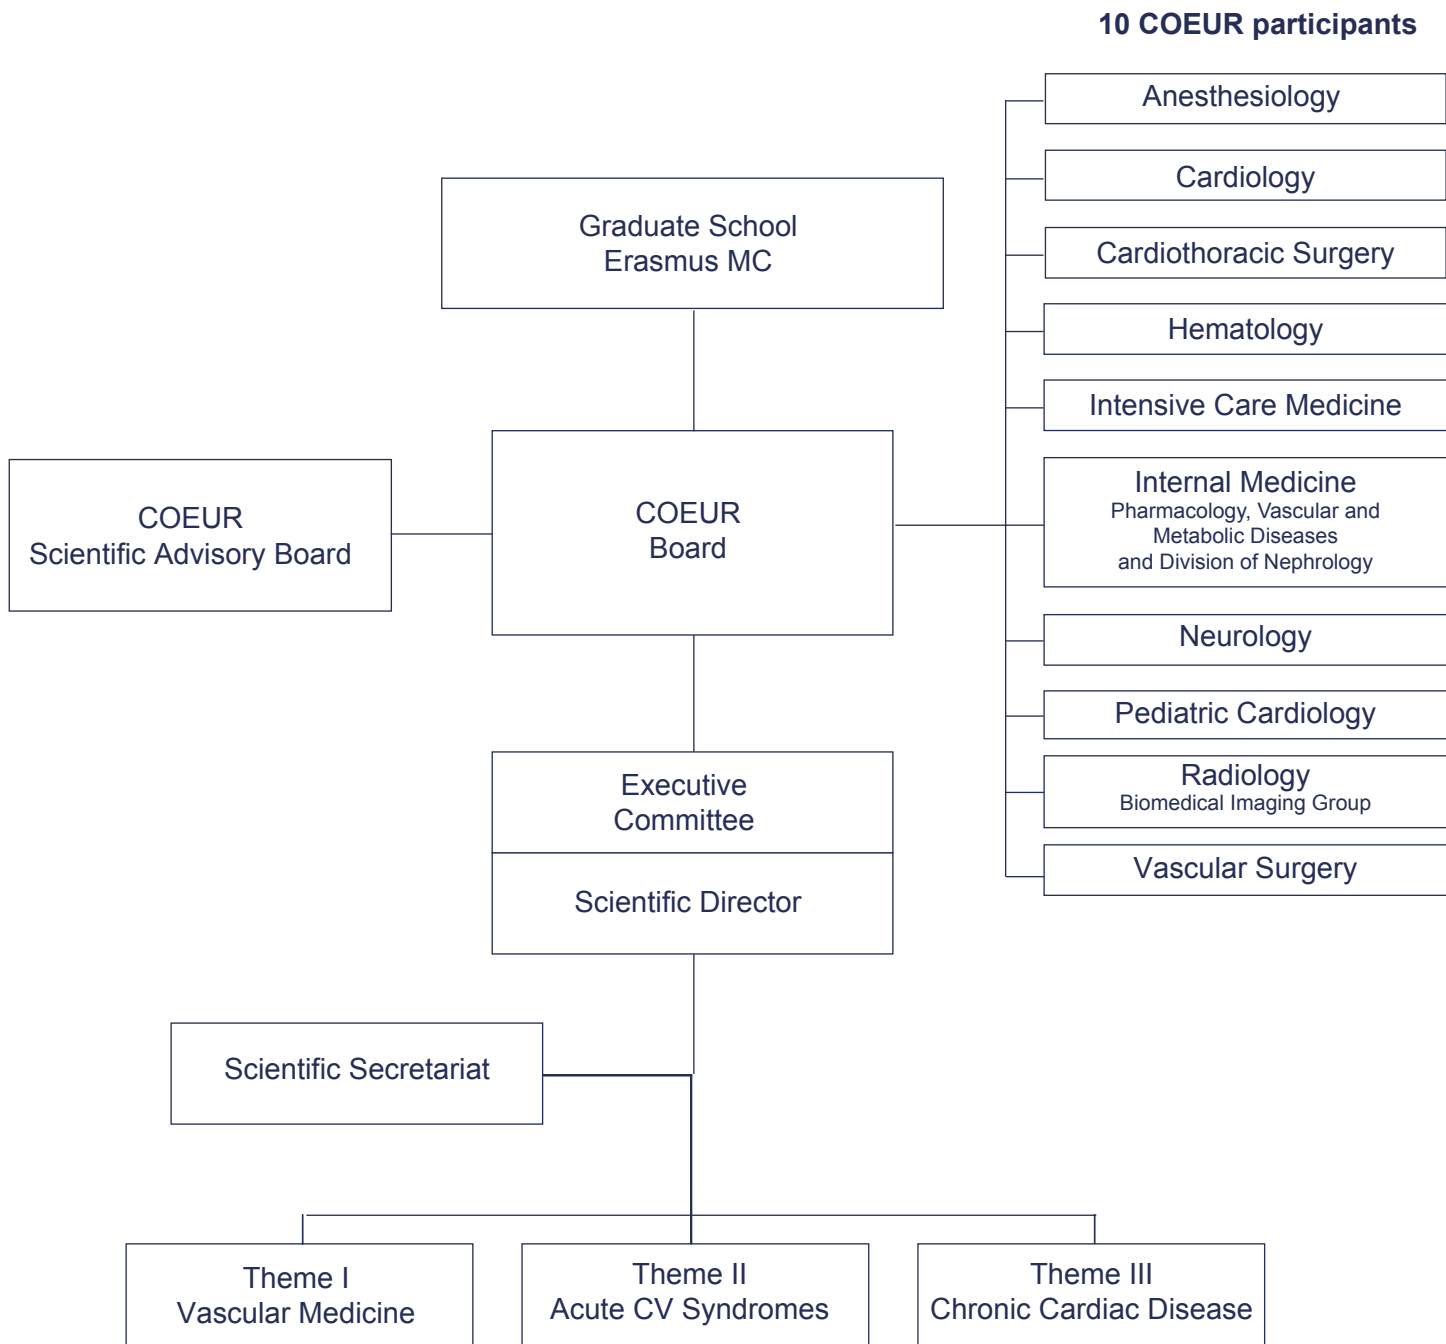 10 COEUR participants
Anesthesiology
Cardiology
Cardiothoracic Surgery
Hematology
Intensive Care Medicine
Internal Medicine
Pharmacology, Vascular and
Metabolic Diseases
and Division of Nephrology
Neurology
Pediatric Cardiology
Radiology
Biomedical Imaging Group
Vascular Surgery
Graduate School
Erasmus MC
COEUR
Scientific Advisory Board
COEUR
Board
Executive
Committee
Scientific Director
Scientific Secretariat
Theme I
Vascular Medicine
Theme II
Acute CV Syndromes
Theme III
Chronic Cardiac Disease